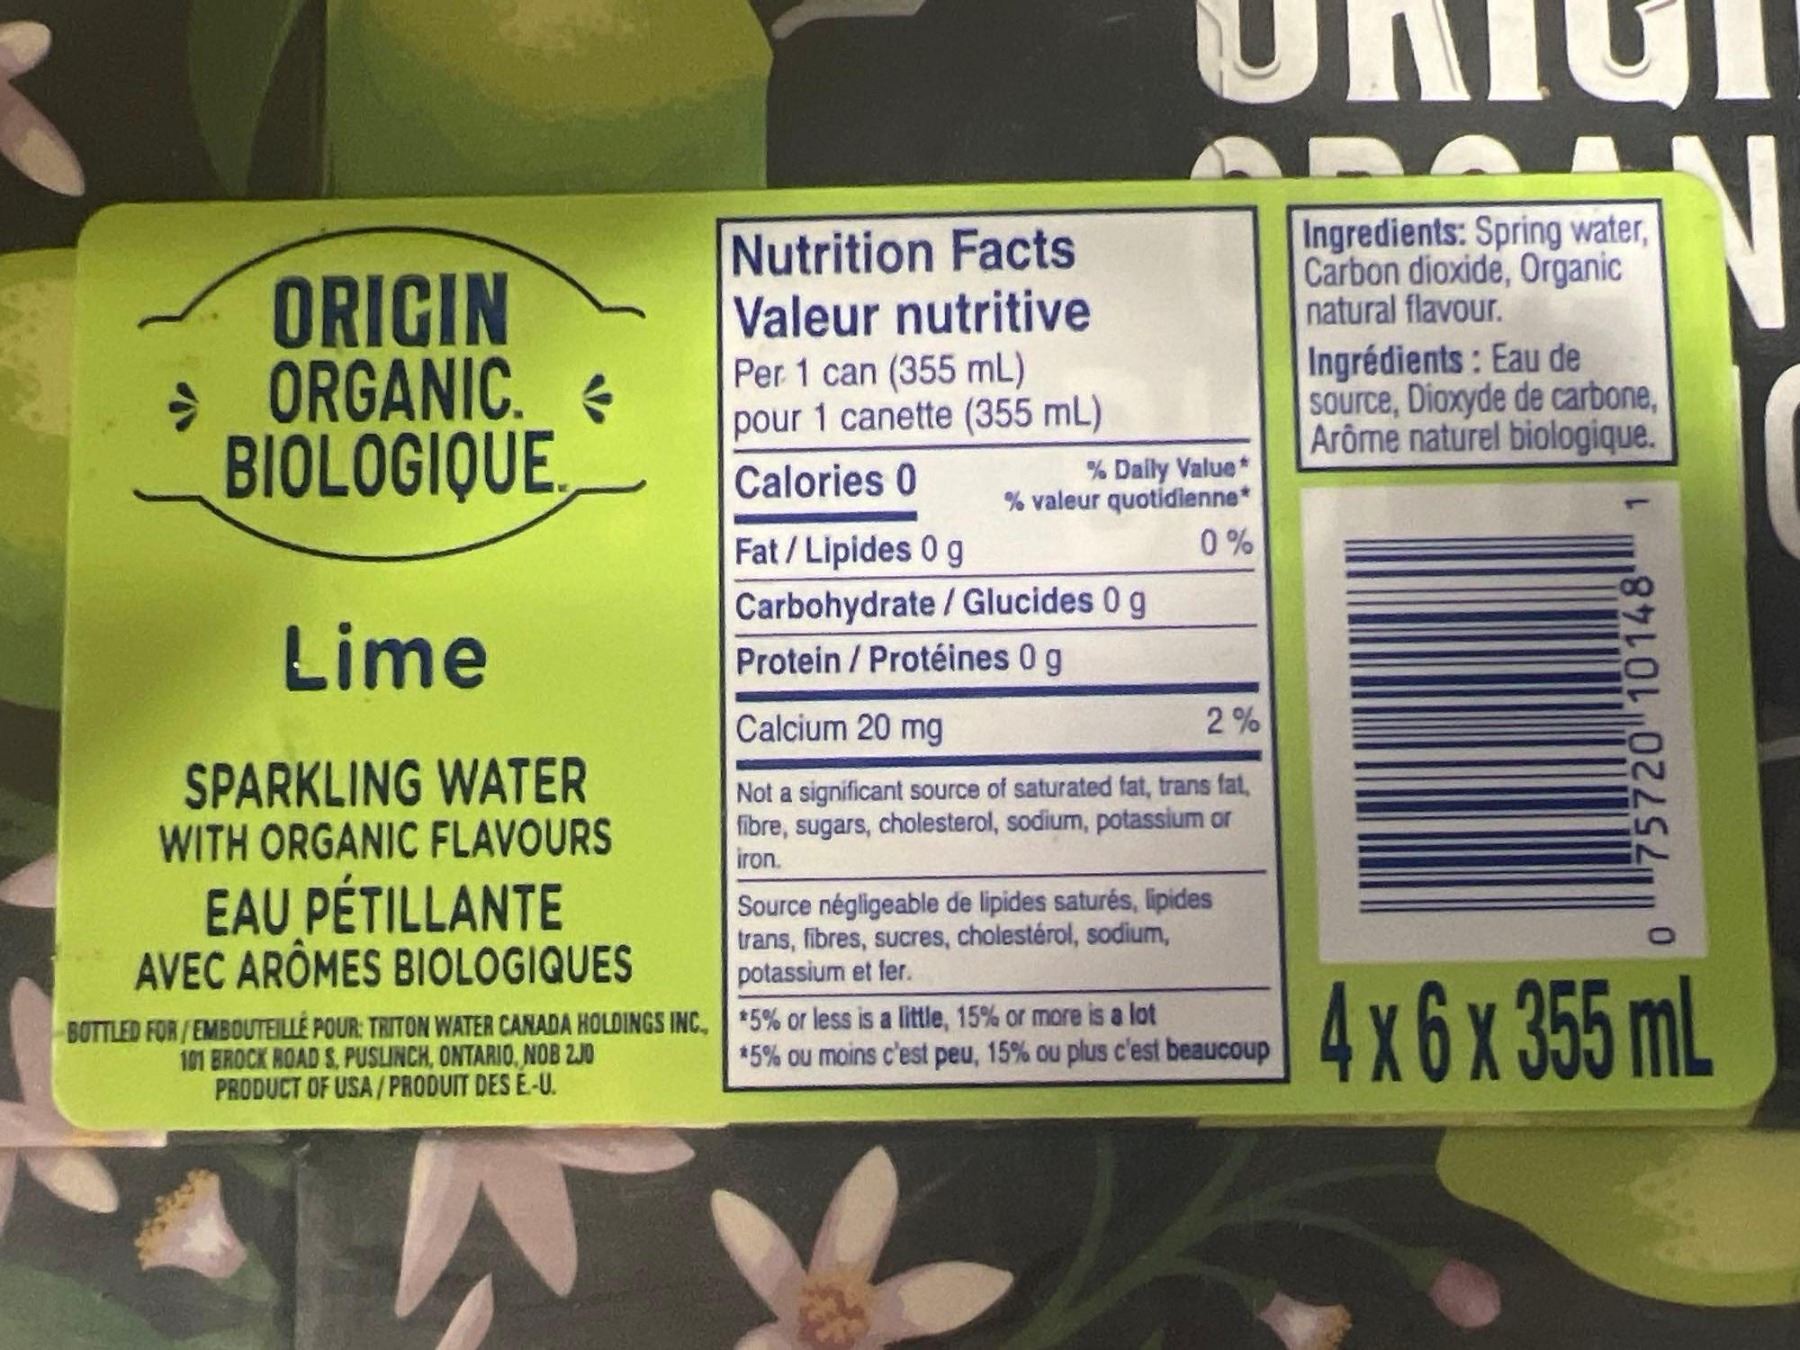 ORIGIN
ORGANIC.
BIOLOGIQUE.
Lime
SPARKLING WATER
WITH ORGANIC FLAVOURS
EAU PÉTILLANTE
AVEC ARÔMES BIOLOGIQUES
BOTTLED FOR / EMBOUTEILLÉ POUR: TRITON WATER CANADA HOLDINGS INC.,
101 BROCK ROAD S, PUSLINCH, ONTARIO, N0B 2J0
PRODUCT OF USA / PRODUIT DES É.-U.
Nutrition Facts
Valeur nutritive
Per 1 can (355 mL)
pour 1 canette (355 mL)
Calories 0
% Daily Value*
% valeur quotidienne*
Fat / Lipides 0 g 0 %
Carbohydrate / Glucides 0 g
Protein / Protéines 0 g
Calcium 20 mg 2 %
Not a significant source of saturated fat, trans fat,
fibre, sugars, cholesterol, sodium, potassium or
iron.
Source négligeable de lipides saturés, lipides
trans, fibres, sucres, cholestérol, sodium,
potassium et fer.
*5% or less is a little, 15% or more is a lot
*5% ou moins c'est peu, 15% ou plus c'est beaucoup
Ingredients: Spring water,
Carbon dioxide, Organic
natural flavour.
Ingrédients : Eau de
source, Dioxyde de carbone,
Arôme naturel biologique.
0 75720 10148 1
4 x 6 x 355 mL